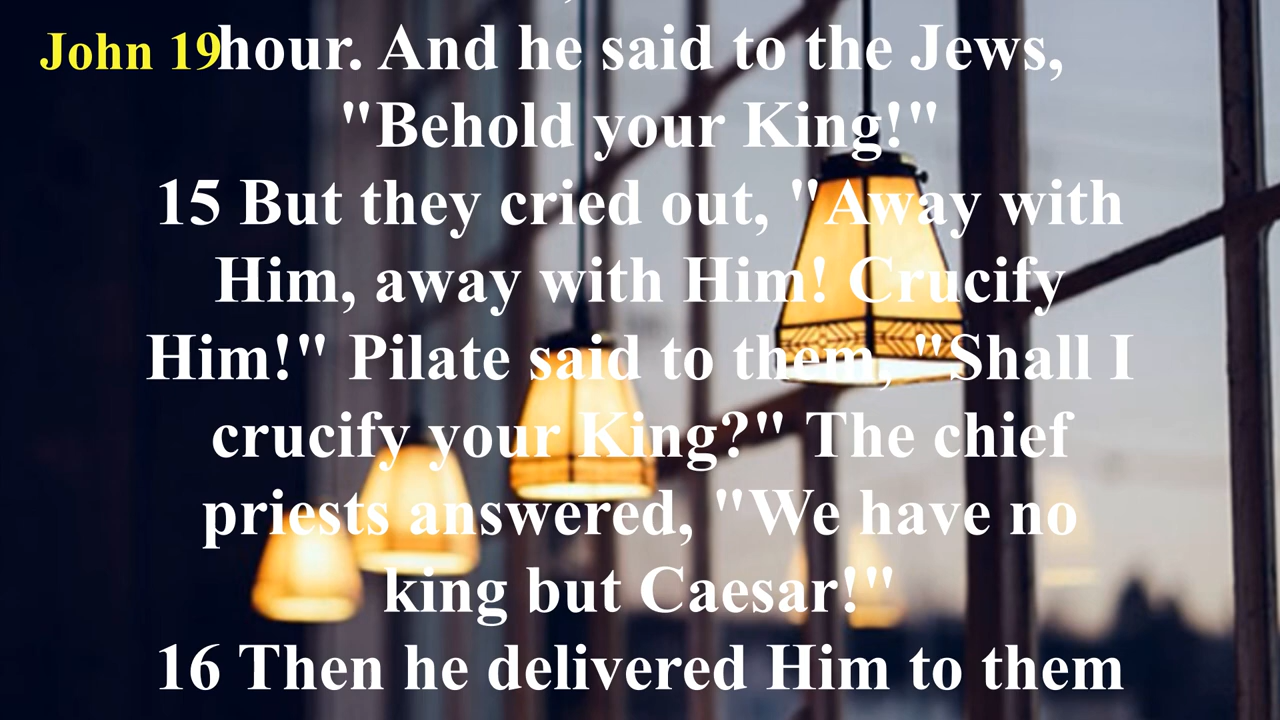 John 19
hour. And he said to the Jews,
"Behold your King!"
15 But they cried out, "Away with
Him, away with Him! Crucify
Him!" Pilate said to them, "Shall I
crucify your King?" The chief
priests answered, "We have no
king but Caesar!"
16 Then he delivered Him to them